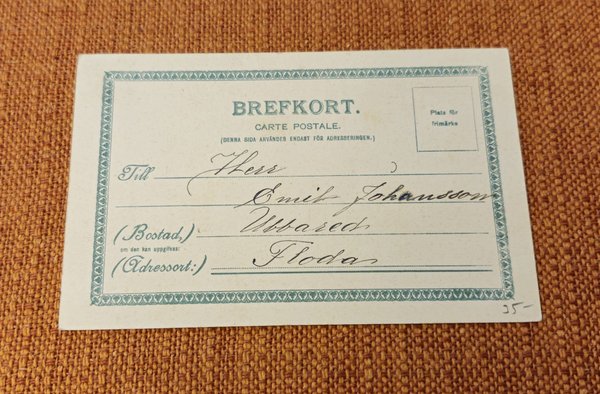 BREFKORT.
CARTE POSTALE.
(DENNA SIDA ANVÄNDES ENDAST FÖR ADRESSERINGEN.)
Plats för
frimärke
Till Herr
Emil Johansson
(Bostad,) Ubbared
om den kan uppgifvas:
(Adressort:) Floda
35-